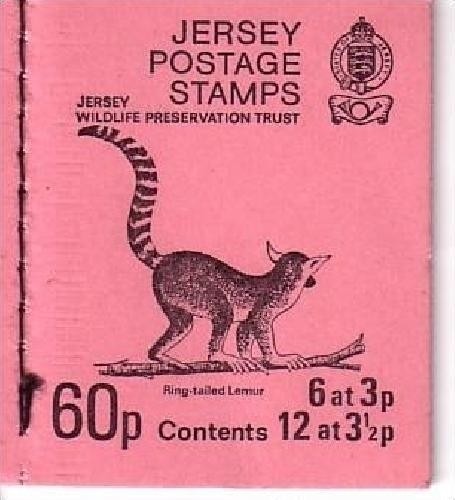 JERSEY
POSTAGE
STAMPS
JERSEY
WILDLIFE PRESERVATION TRUST
Ring-tailed Lemur
60p Contents 6 at 3p
12 at 3½p